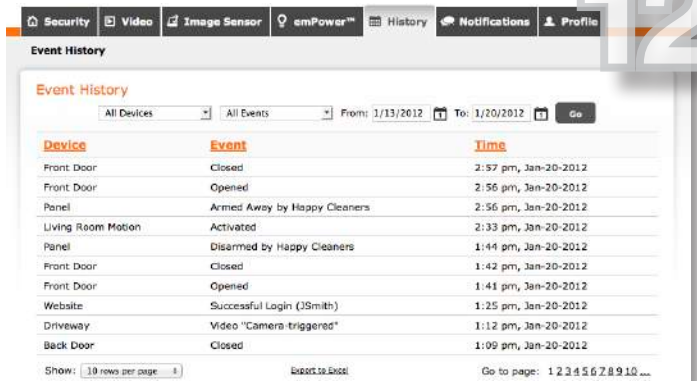 12
Security Video Image Sensor emPower™ History Notifications Profile
Event History
Event History
All Devices All Events From: 1/13/2012 To: 1/20/2012 Go
Device Event Time
Front Door Closed 2:57 pm, Jan-20-2012
Front Door Opened 2:56 pm, Jan-20-2012
Panel Armed Away by Happy Cleaners 2:56 pm, Jan-20-2012
Living Room Motion Activated 2:33 pm, Jan-20-2012
Panel Disarmed by Happy Cleaners 1:44 pm, Jan-20-2012
Front Door Closed 1:42 pm, Jan-20-2012
Front Door Opened 1:41 pm, Jan-20-2012
Website Successful Login (JSmith) 1:25 pm, Jan-20-2012
Driveway Video "Camera-triggered" 1:12 pm, Jan-20-2012
Back Door Closed 1:09 pm, Jan-20-2012
Show: 10 rows per page Export to Excel Go to page: 1 2 3 4 5 6 7 8 9 10 ...